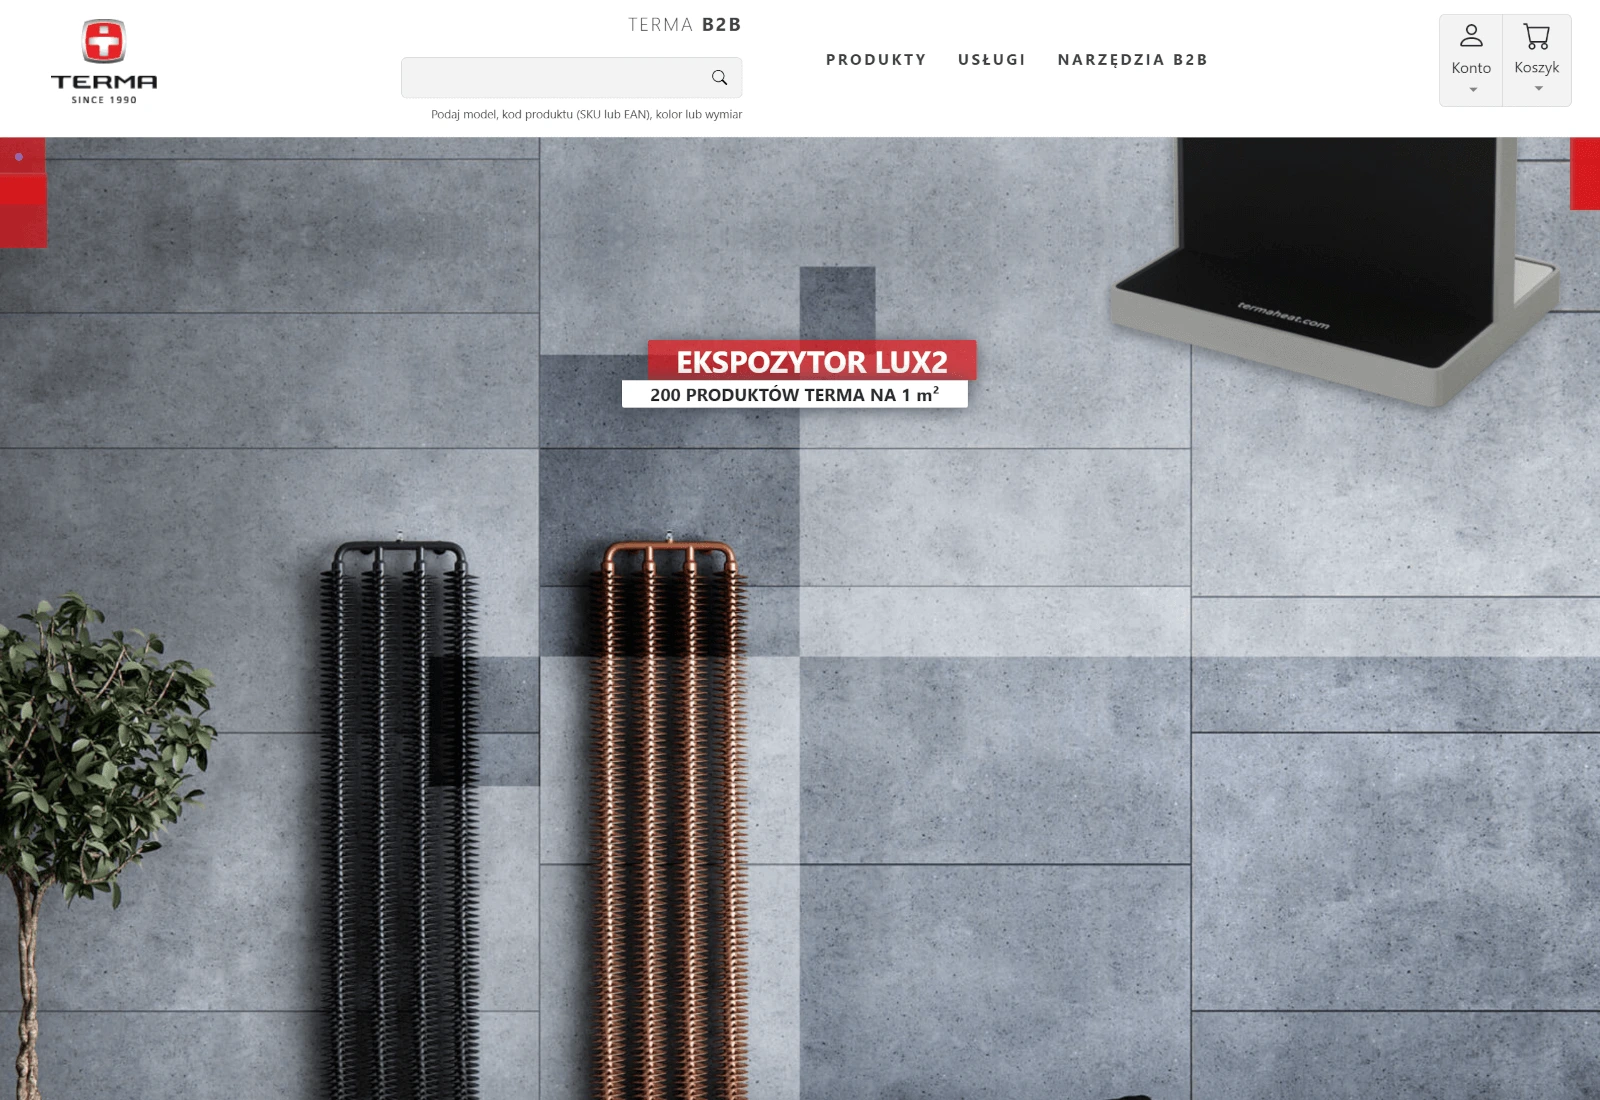 TERMA
SINCE 1990
TERMA B2B
Podaj model, kod produktu (SKU lub EAN), kolor lub wymiar
PRODUKTY
USŁUGI
NARZĘDZIA B2B
Konto
Koszyk
termaheat.com
EKSPOZYTOR LUX2
200 PRODUKTÓW TERMA NA 1 m²